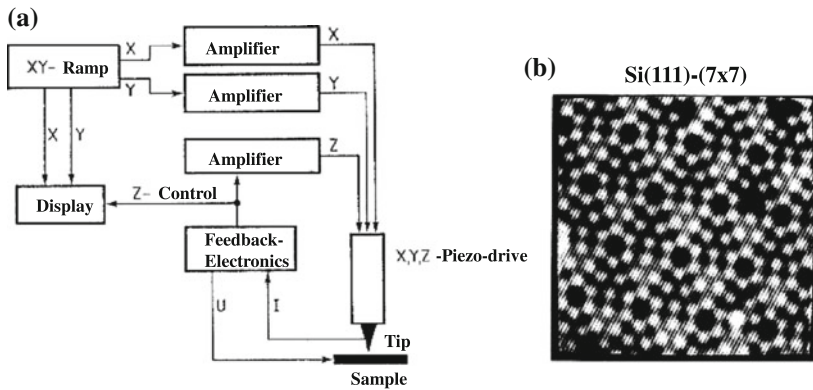 (a)
X
Amplifier
X
XY- Ramp
Y
Amplifier
Y
X
Y
Amplifier
Z
Z- Control
Display
Feedback-
Electronics
X,Y,Z -Piezo-drive
U
I
Tip
Sample
(b)
Si(111)-(7x7)